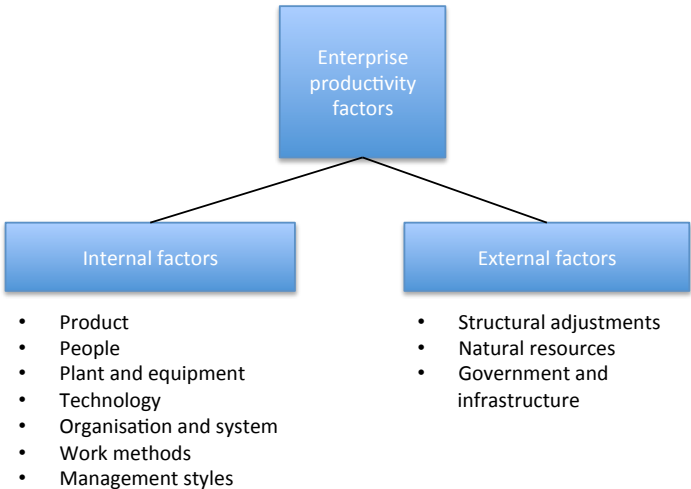 Enterprise
productivity
factors
Internal factors
External factors
• Product
• People
• Plant and equipment
• Technology
• Organisation and system
• Work methods
• Management styles
• Structural adjustments
• Natural resources
• Government and
infrastructure